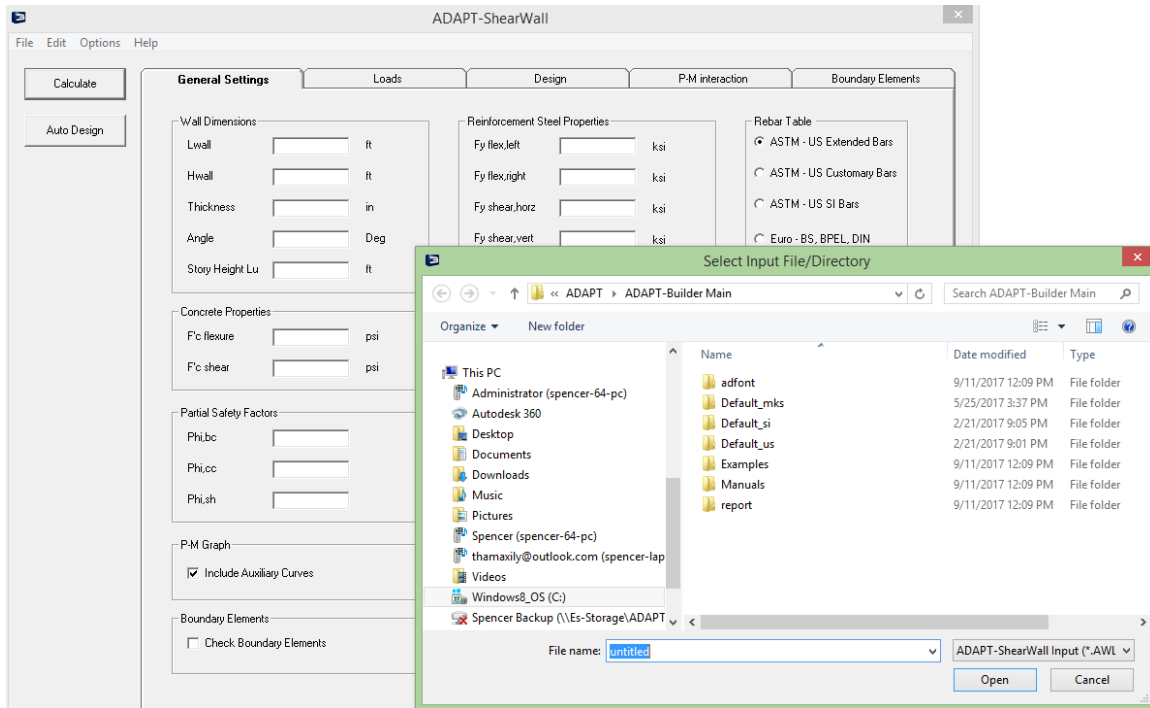 ADAPT-ShearWall
File Edit Options Help
Calculate
Auto Design
General Settings Loads Design P-M interaction Boundary Elements
Wall Dimensions
Lwall ft
Hwall ft
Thickness in
Angle Deg
Story Height Lu ft
Concrete Properties
F'c flexure psi
F'c shear psi
Partial Safety Factors
Phi,bc
Phi,cc
Phi,sh
P-M Graph
Include Auxiliary Curves
Boundary Elements
Check Boundary Elements
Reinforcement Steel Properties
Fy flex,left ksi
Fy flex,right ksi
Fy shear,horz ksi
Fy shear,vert ksi
Rebar Table
ASTM - US Extended Bars
ASTM - US Customary Bars
ASTM - US SI Bars
Euro - BS, BPEL, DIN
Select Input File/Directory
« ADAPT ADAPT-Builder Main Search ADAPT-Builder Main
Organize New folder
This PC
Administrator (spencer-64-pc)
Autodesk 360
Desktop
Documents
Downloads
Music
Pictures
Spencer (spencer-64-pc)
thamaxily@outlook.com (spencer-lap
Videos
Windows8_OS (C:)
Spencer Backup (\\Es-Storage\ADAPT
Name Date modified Type
adfont 9/11/2017 12:09 PM File folder
Default_mks 5/25/2017 3:37 PM File folder
Default_si 2/21/2017 9:05 PM File folder
Default_us 2/21/2017 9:01 PM File folder
Examples 9/11/2017 12:09 PM File folder
Manuals 9/11/2017 12:09 PM File folder
report 9/11/2017 12:09 PM File folder
File name: untitled ADAPT-ShearWall Input (*.AWL
Open Cancel